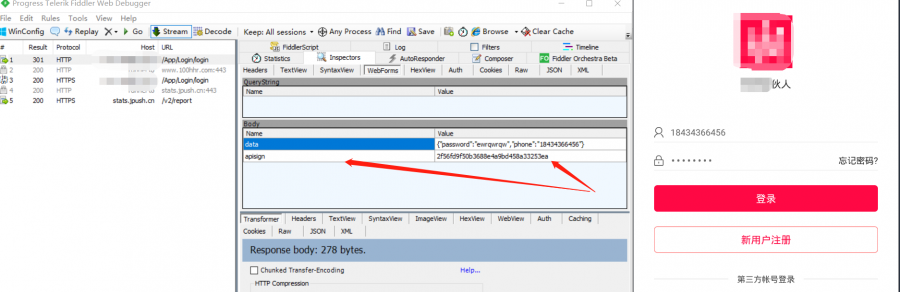 Progress Telerik Fiddler Web Debugger
File Edit Rules Tools View Help
WinConfig Replay Go Stream Decode Keep: All sessions Any Process Find Save Browse Clear Cache
# Result Protocol Host URL
1 301 HTTP /App/Login/login
2 200 HTTP www.100hhr.com:443
3 200 HTTPS /App/Login/login
4 200 HTTP stats.jpush.cn:443
5 200 HTTPS stats.jpush.cn /v2/report
FiddlerScript Log Filters Timeline
Statistics Inspectors AutoResponder Composer FO Fiddler Orchestra Beta
Headers TextView SyntaxView WebForms HexView Auth Cookies Raw JSON XML
QueryString
Name Value
Body
Name Value
data {"password":"ewrqwrqw","phone":"18434366456"}
apisign 2f56fd9f50b3688e4a9bd458a33253ea
Transformer Headers TextView SyntaxView ImageView HexView WebView Auth Caching
Cookies Raw JSON XML
Response body: 278 bytes.
Chunked Transfer-Encoding Help...
HTTP Compression
伙人
18434366456
忘记密码?
登录
新用户注册
第三方帐号登录